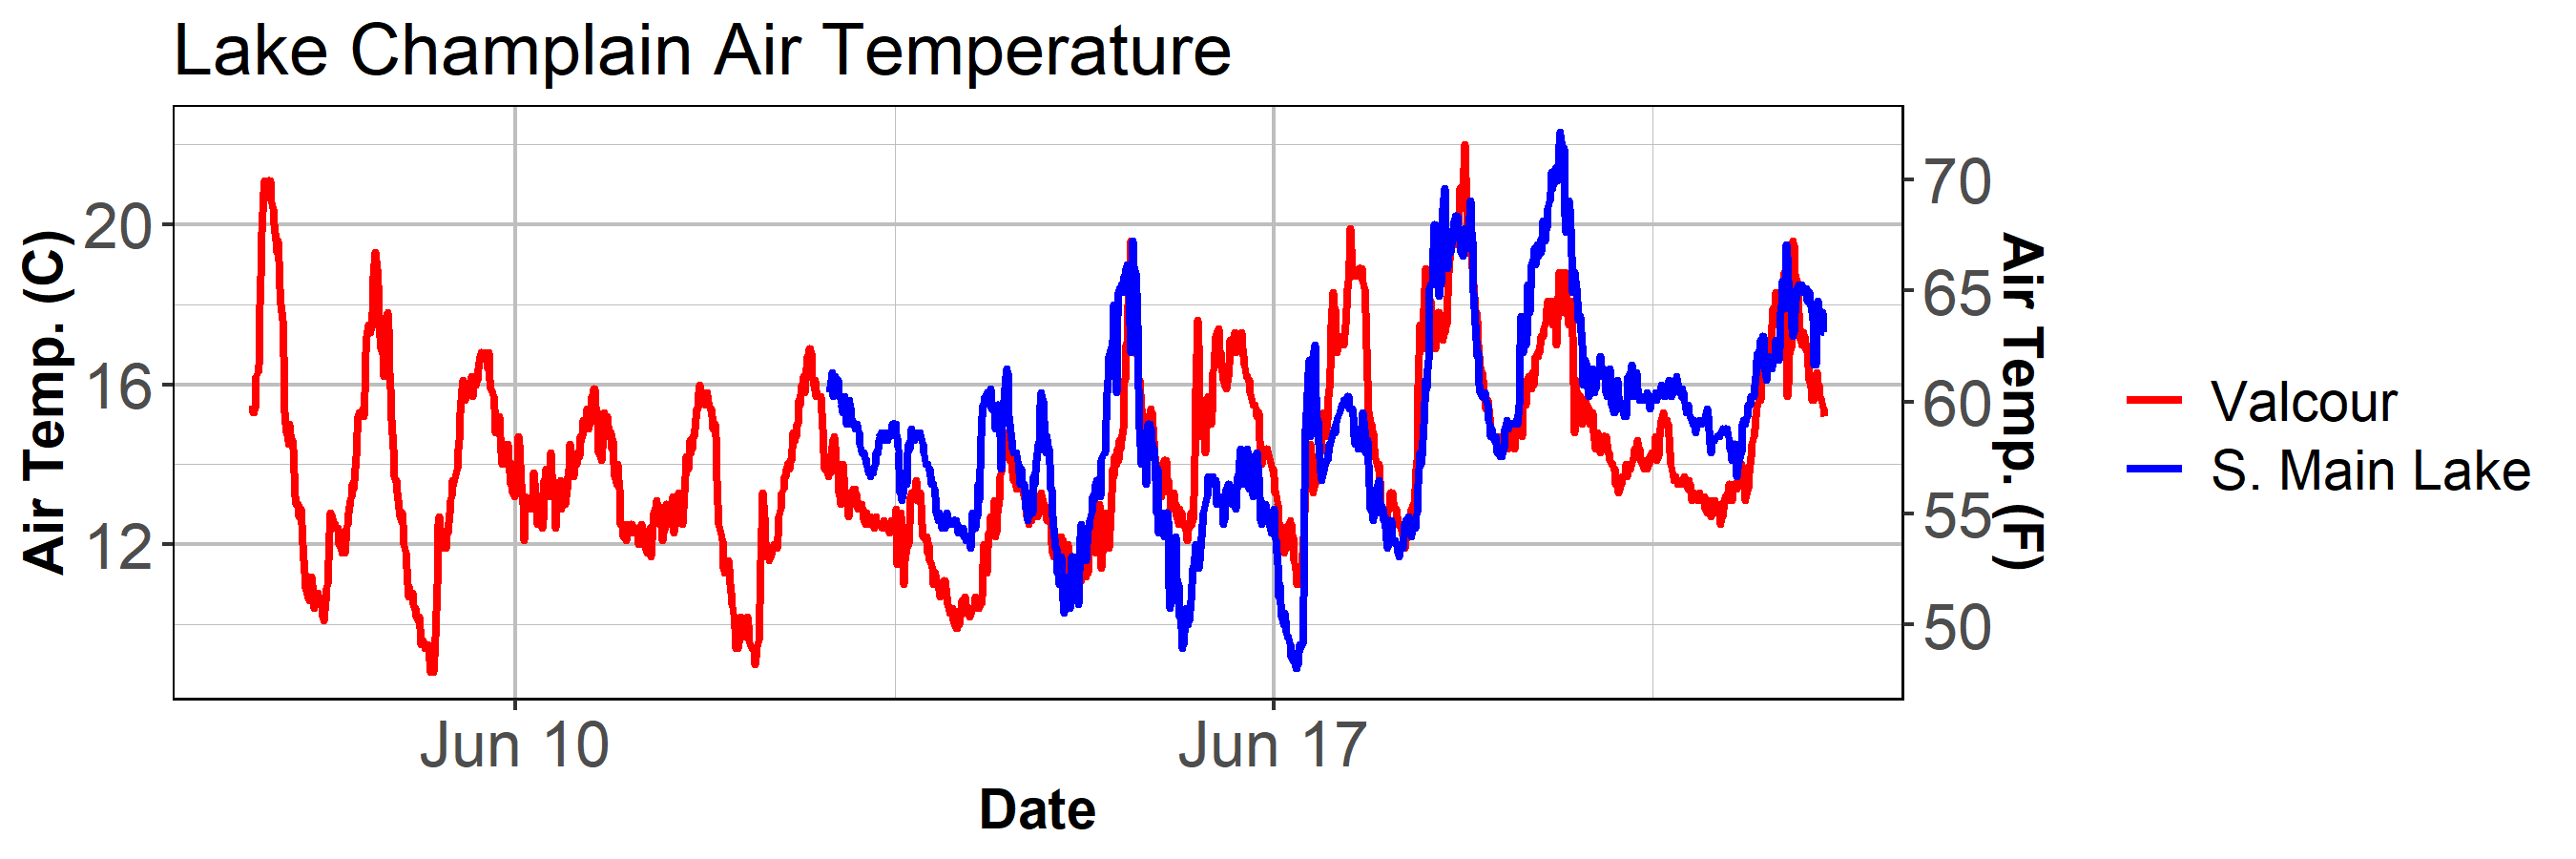 Lake Champlain Air Temperature
Air Temp. (C)
20
16
12
70
65
60
55
50
Air Temp. (F)
Jun 10
Jun 17
Date
Valcour
S. Main Lake